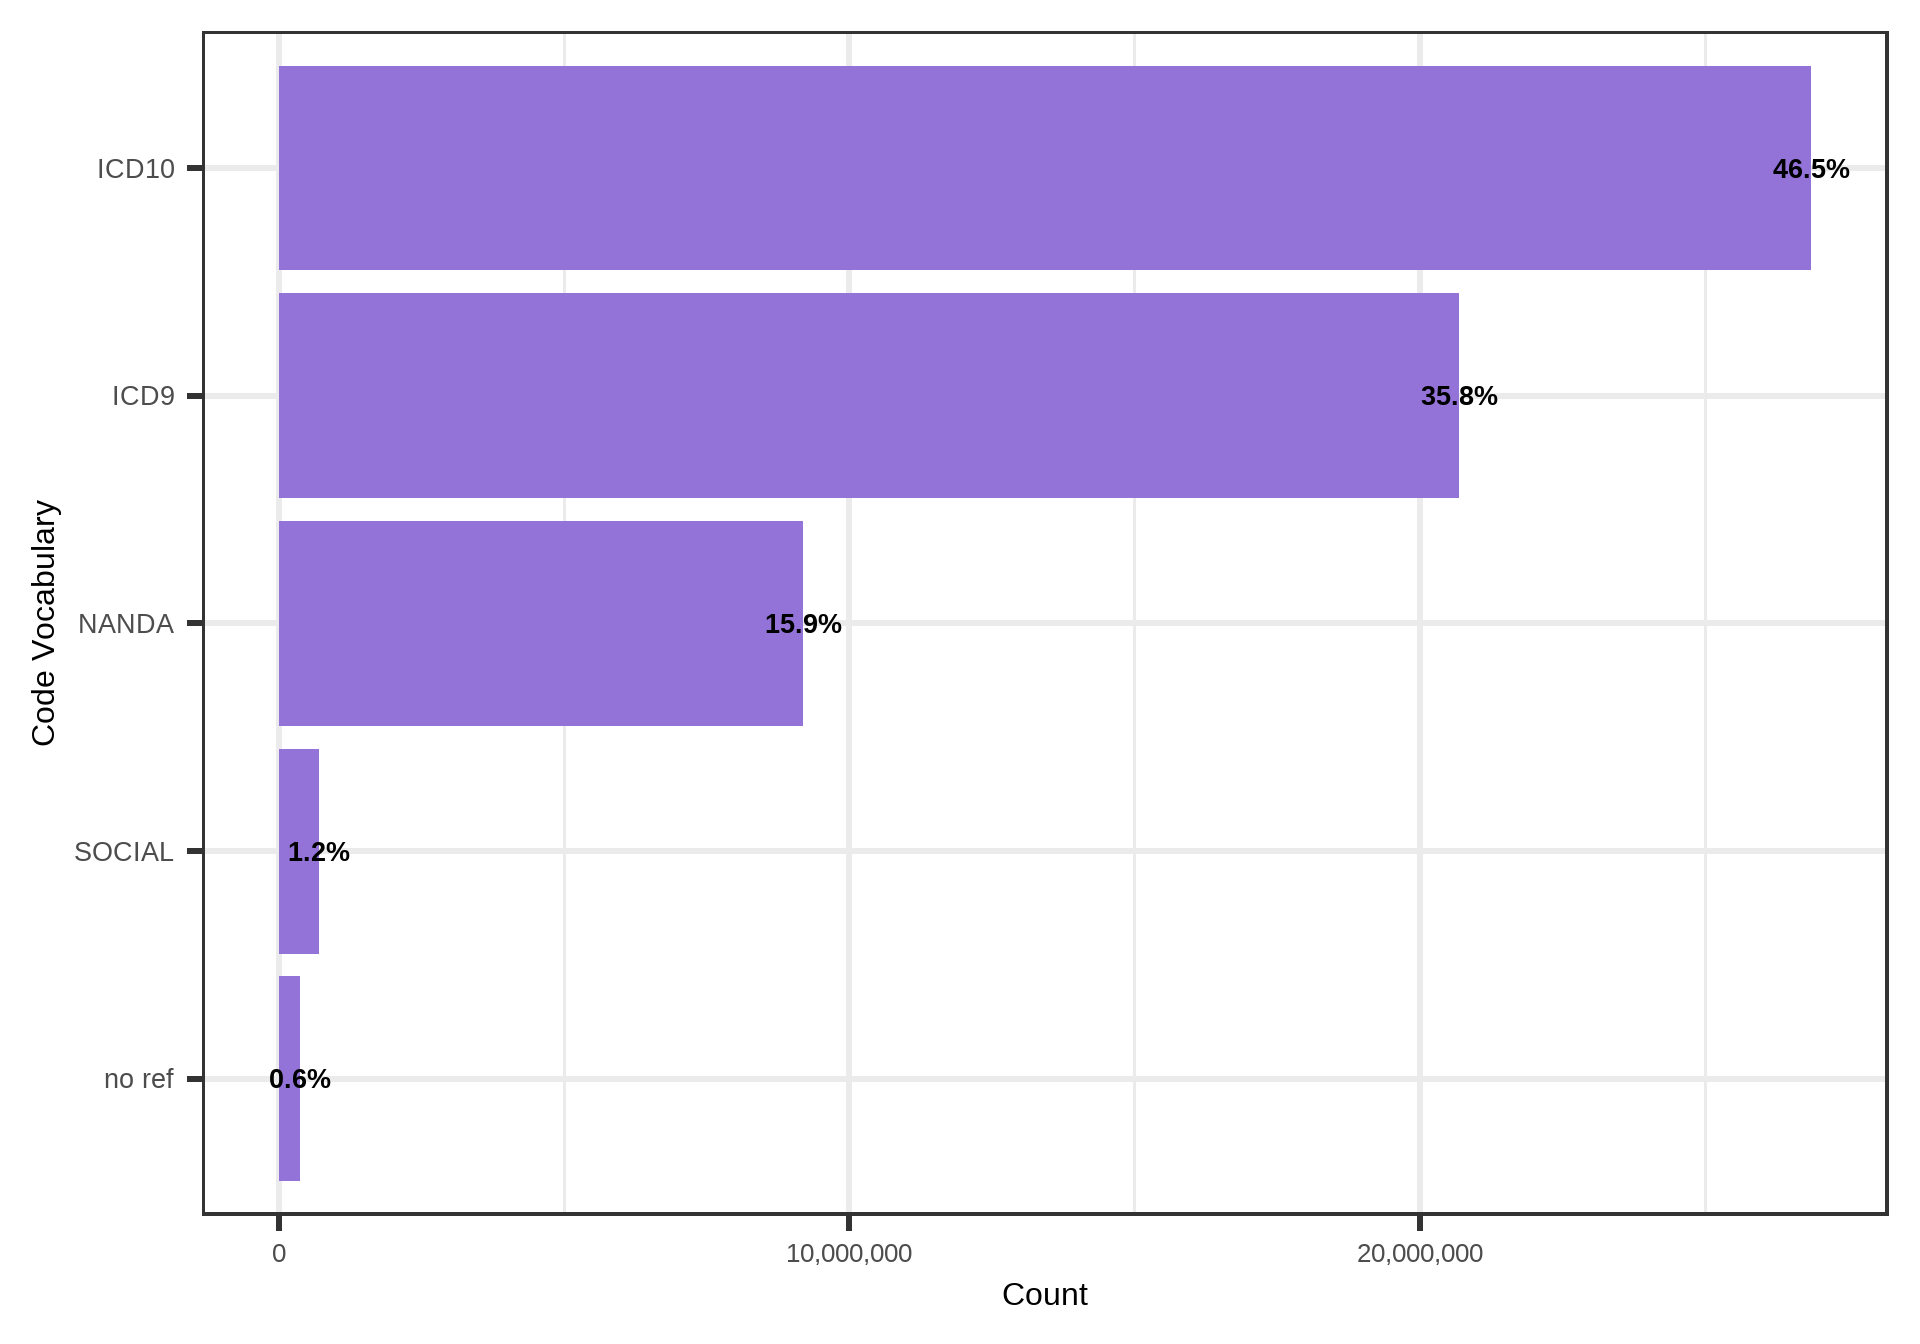 ICD10
46.5%
ICD9
35.8%
NANDA
15.9%
SOCIAL
1.2%
no ref
0.6%
Code Vocabulary
0
10,000,000
20,000,000
Count